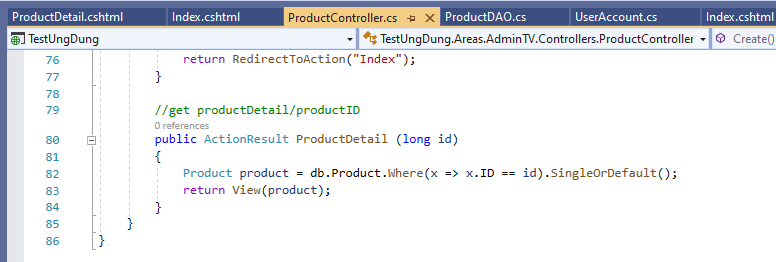 ProductDetail.cshtml Index.cshtml ProductController.cs ProductDAO.cs UserAccount.cs Index.cshtml
TestUngDung TestUngDung.Areas.AdminTV.Controllers.ProductController Create()
76 return RedirectToAction("Index");
77 }
78
79 //get productDetail/productID
0 references
80 public ActionResult ProductDetail (long id)
81 {
82 Product product = db.Product.Where(x => x.ID == id).SingleOrDefault();
83 return View(product);
84 }
85 }
86 }